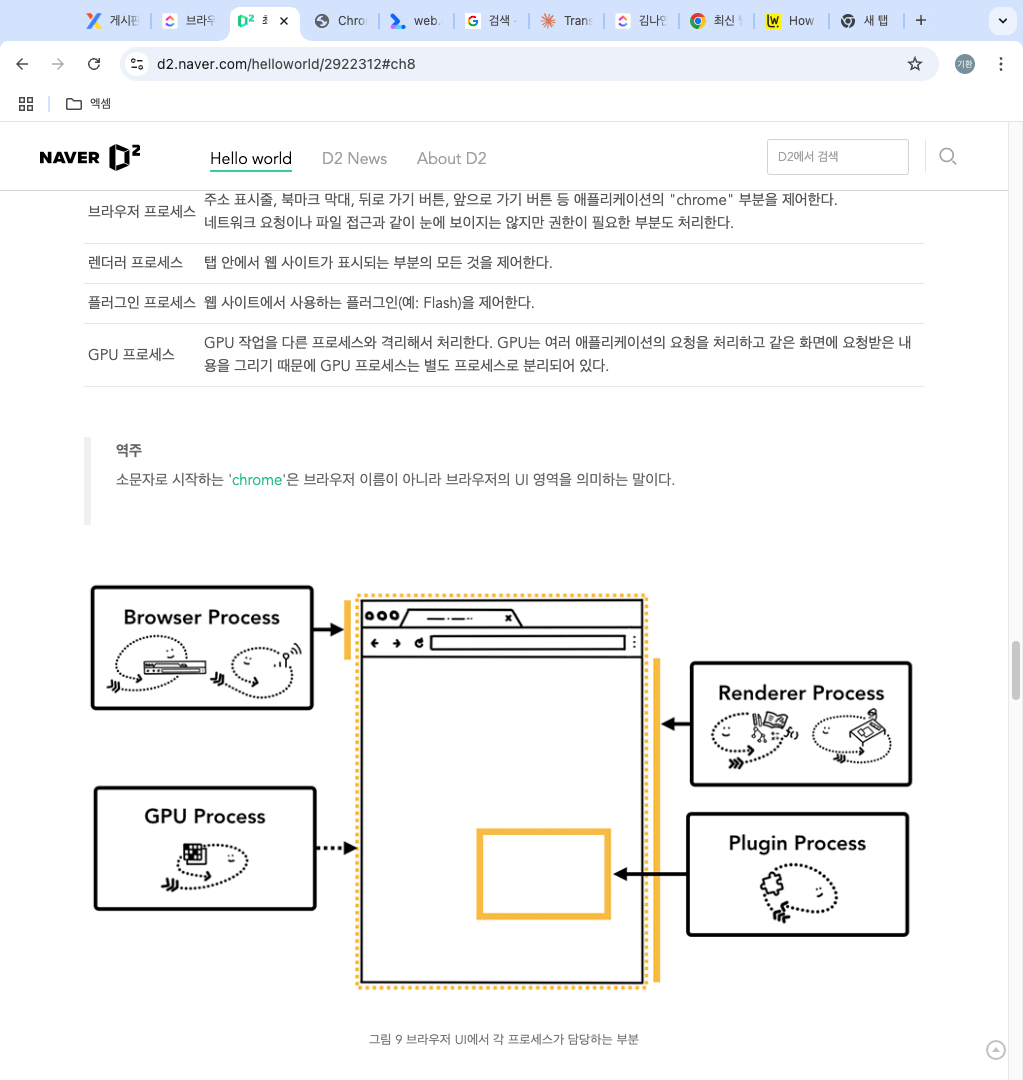 게시판
브라우
Chro
web.
검색 -
Trans
김나인
최신
How
새 탭
d2.naver.com/helloworld/2922312#ch8
기환
엑셈
NAVER D2
Hello world
D2 News
About D2
D2에서 검색
브라우저 프로세스
주소 표시줄, 북마크 막대, 뒤로 가기 버튼, 앞으로 가기 버튼 등 애플리케이션의 "chrome" 부분을 제어한다.
네트워크 요청이나 파일 접근과 같이 눈에 보이지는 않지만 권한이 필요한 부분도 처리한다.
렌더러 프로세스
탭 안에서 웹 사이트가 표시되는 부분의 모든 것을 제어한다.
플러그인 프로세스
웹 사이트에서 사용하는 플러그인(예: Flash)을 제어한다.
GPU 프로세스
GPU 작업을 다른 프로세스와 격리해서 처리한다. GPU는 여러 애플리케이션의 요청을 처리하고 같은 화면에 요청받은 내
용을 그리기 때문에 GPU 프로세스는 별도 프로세스로 분리되어 있다.
역주
소문자로 시작하는 'chrome'은 브라우저 이름이 아니라 브라우저의 UI 영역을 의미하는 말이다.
Browser Process
Renderer Process
GPU Process
Plugin Process
그림 9 브라우저 UI에서 각 프로세스가 담당하는 부분